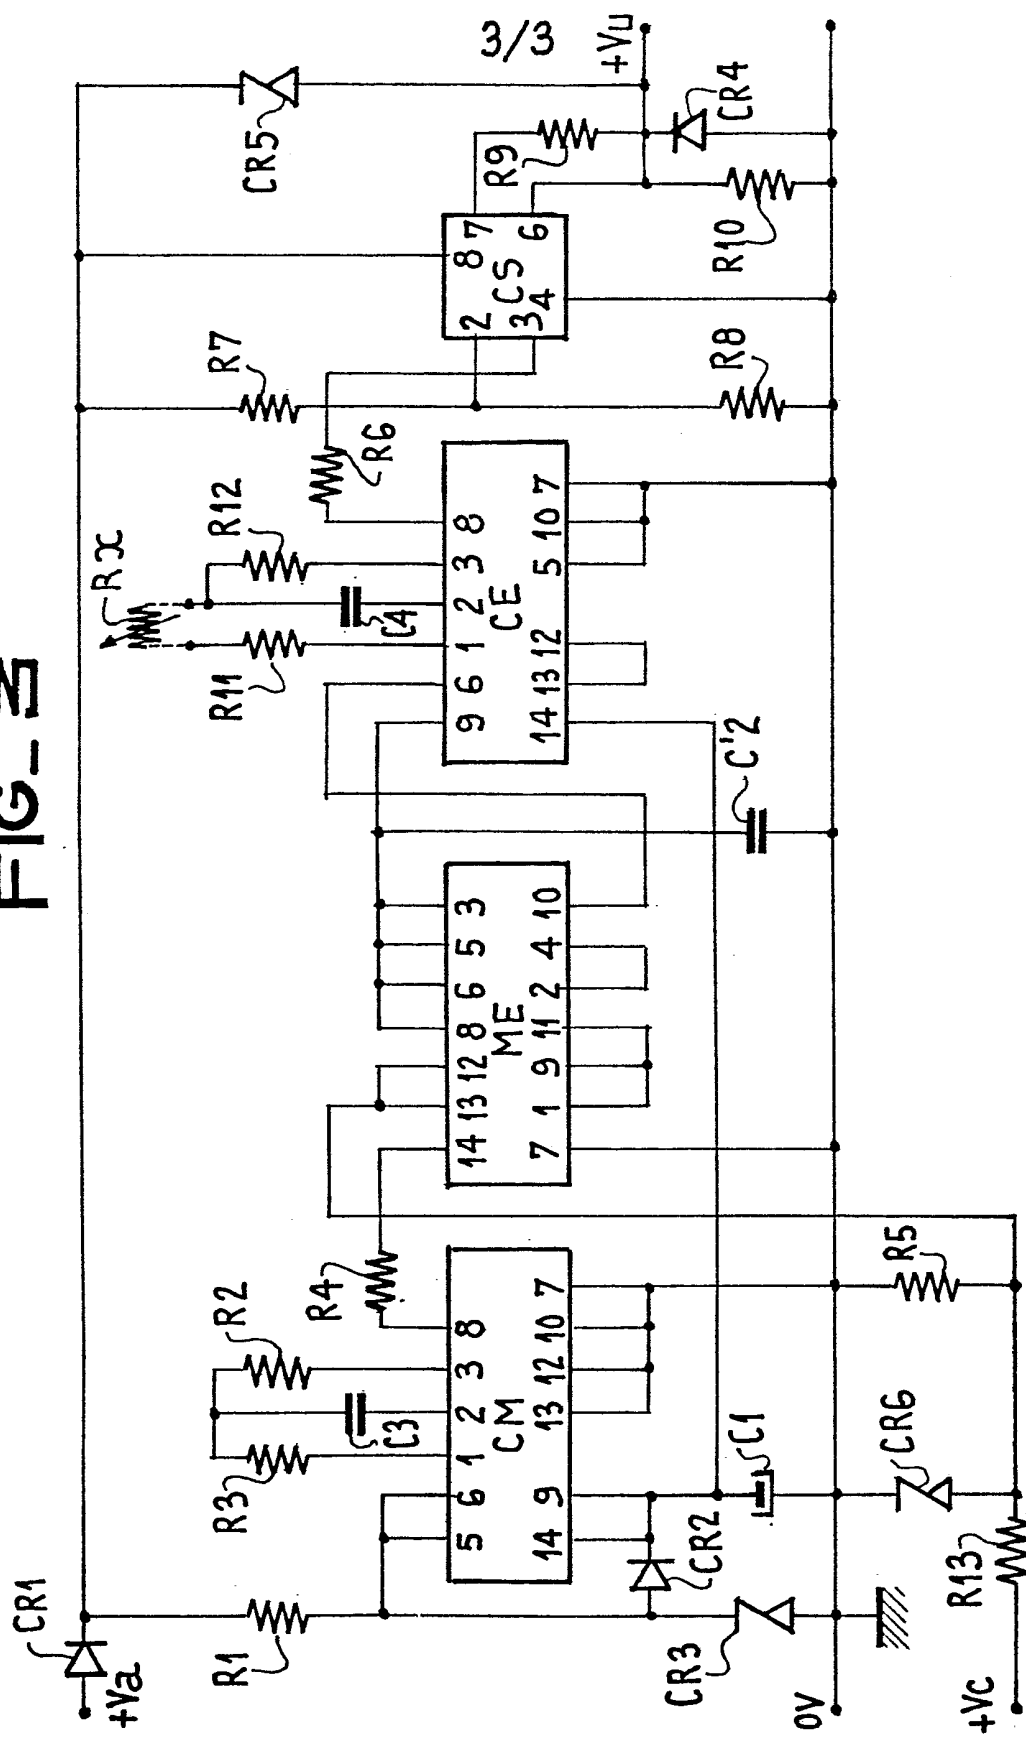 3/3
FIG_3
CR1
+Va
R1
R3
R2
C3
R4
5 6 1 2 3 8
CM
14 9 13 12 10 7
CR2
CR3
C1
CR6
R5
R13
0V
+Vc
14 13 12 8 6 5 3
ME
7 1 9 11 2 4 10
C'2
9 6 1 2 3 8
CE
14 13 12 5 10 7
R11
Rx
R12
C4
R6
R7
R8
2 8 7
CS
3 4 6
R9
R10
CR5
CR4
+Vu